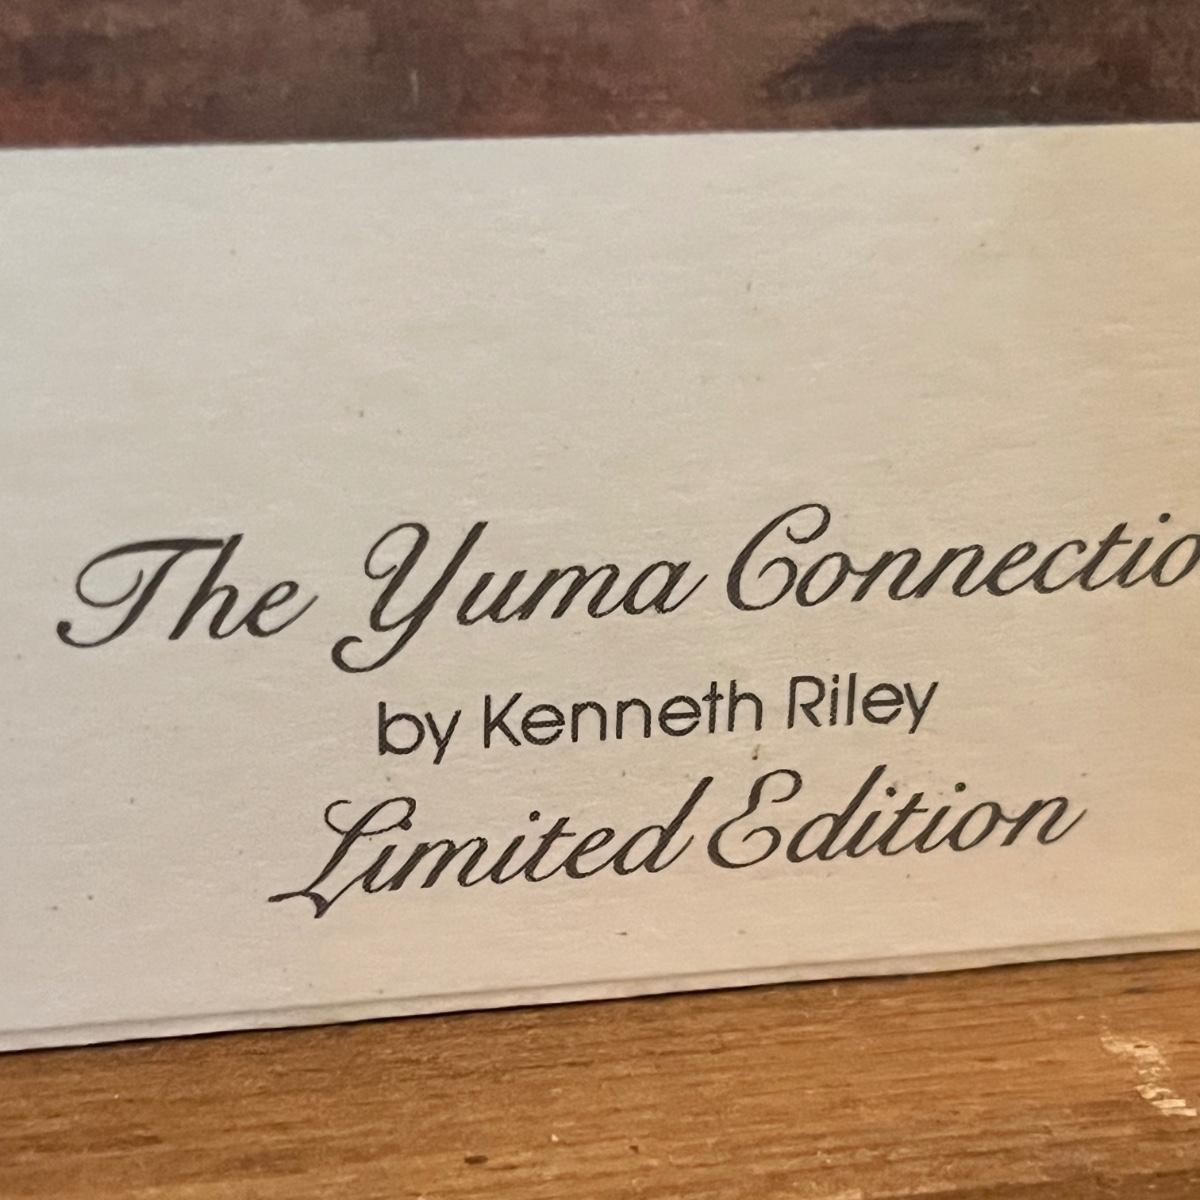 The Yuma Connectio
by Kenneth Riley
Limited Edition